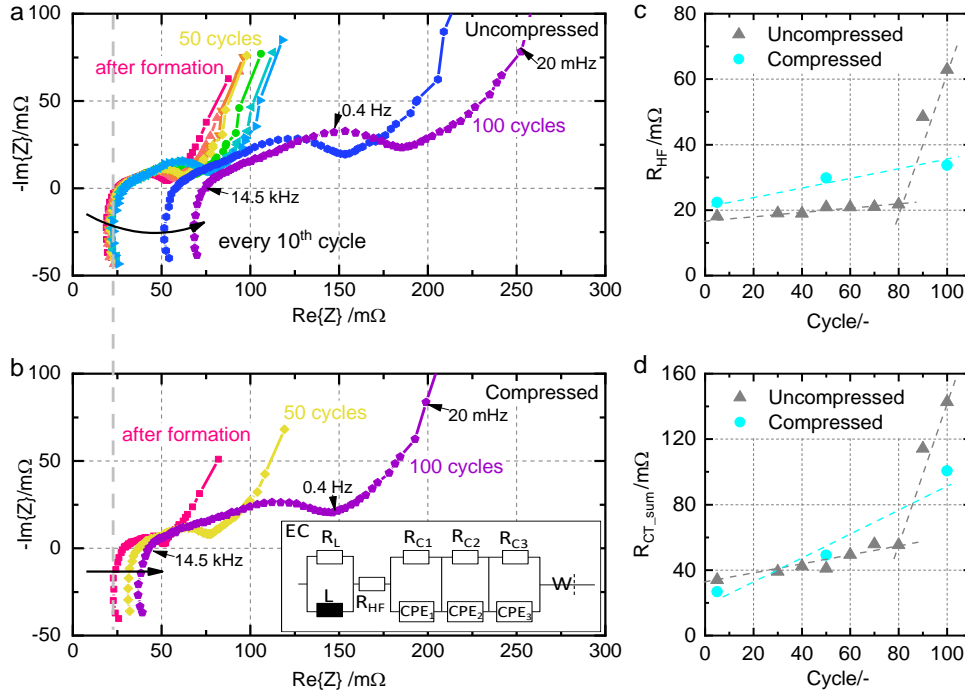 a
100
50
0
-50
-Im{Z}/mΩ
0 50 100 150 200 250 300
Re{Z} /mΩ
50 cycles
after formation
Uncompressed
20 mHz
0.4 Hz
100 cycles
14.5 kHz
every 10th cycle
b
100
50
0
-50
-Im{Z}/mΩ
0 50 100 150 200 250 300
Re{Z} /mΩ
Compressed
50 cycles
after formation
20 mHz
100 cycles
0.4 Hz
14.5 kHz
EC
RL
RC1 RC2 RC3
L
RHF
W
CPE1 CPE2 CPE3
c
80
60
40
20
0
RHF/mΩ
Uncompressed
Compressed
0 20 40 60 80 100
Cycle/-
d
160
120
80
40
0
RCT_sum/mΩ
Uncompressed
Compressed
0 20 40 60 80 100
Cycle/-